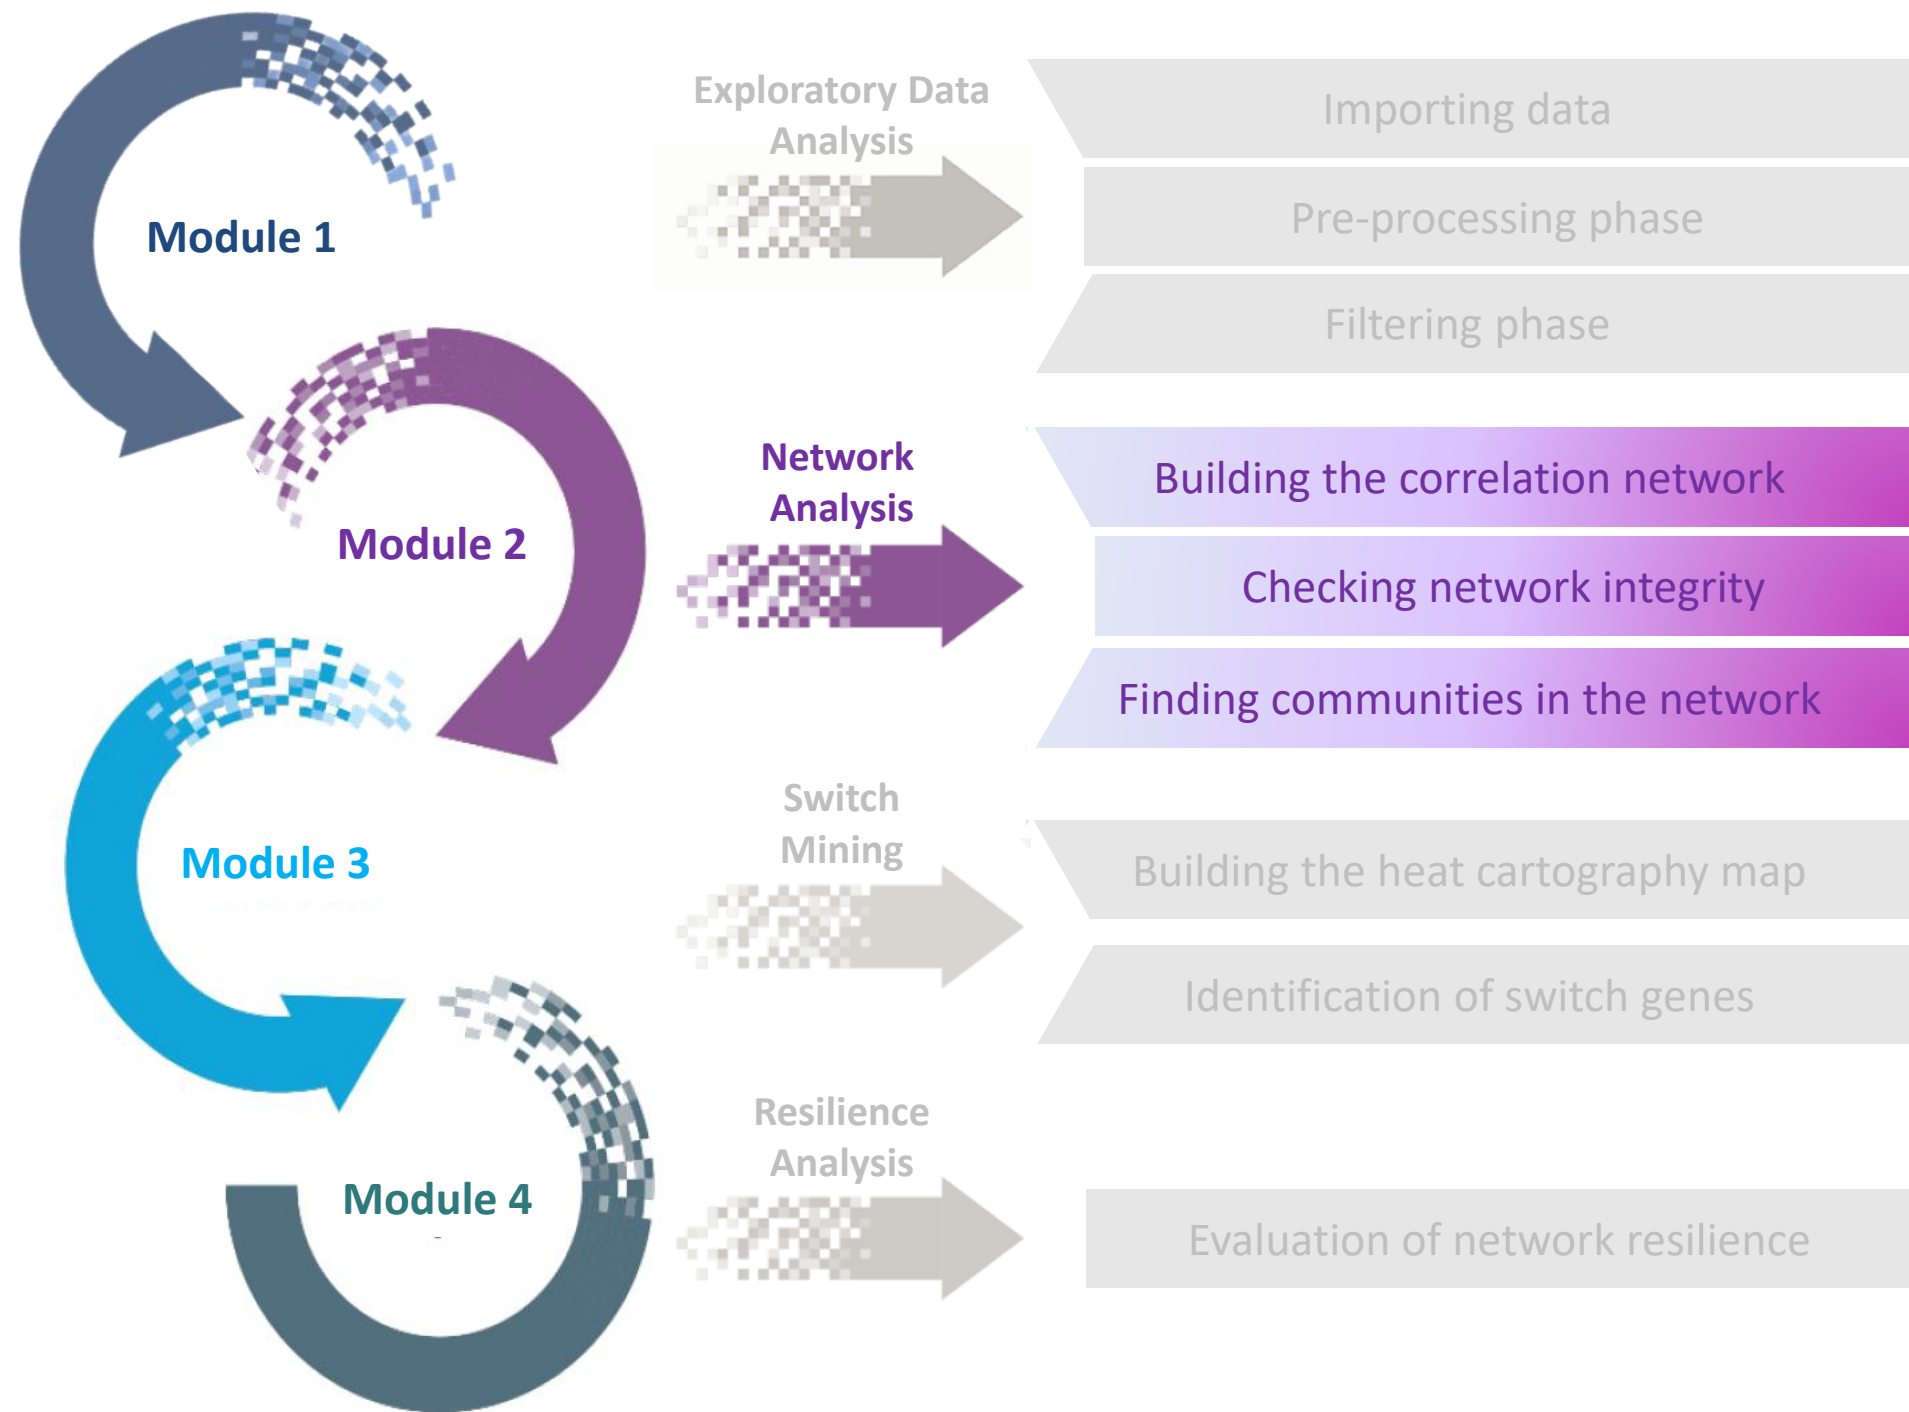 Module 1
Exploratory Data
Analysis
Importing data
Pre-processing phase
Filtering phase
Module 2
Network
Analysis
Building the correlation network
Checking network integrity
Finding communities in the network
Module 3
Switch
Mining
Building the heat cartography map
Identification of switch genes
Module 4
Resilience
Analysis
Evaluation of network resilience